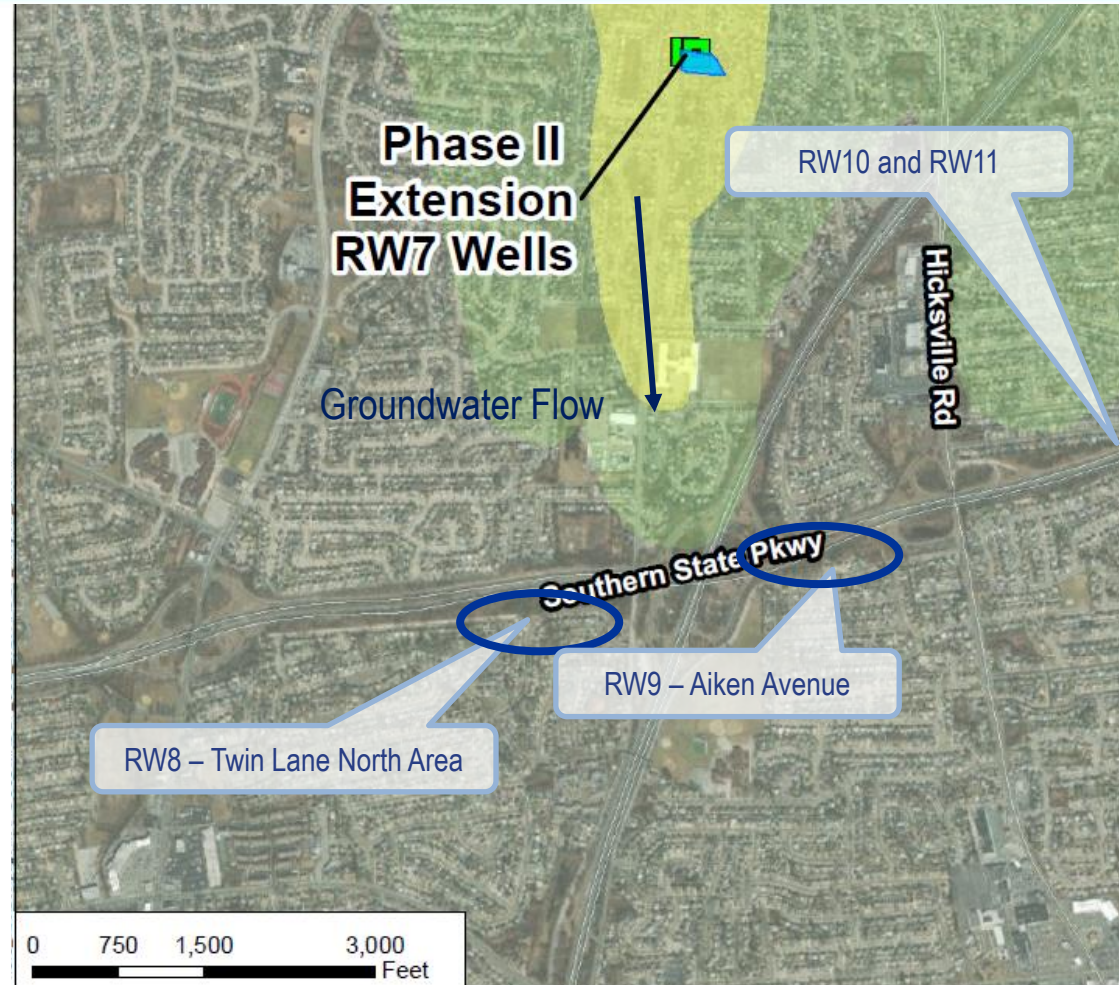 Phase II
Extension
RW7 Wells
RW10 and RW11
Hicksville Rd
Groundwater Flow
Southern State Pkwy
RW9 – Aiken Avenue
RW8 – Twin Lane North Area
0 750 1,500 3,000
Feet